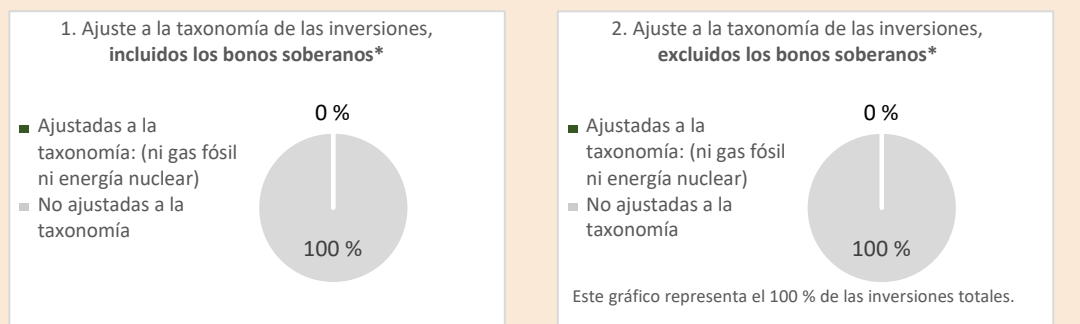 1. Ajuste a la taxonomía de las inversiones,
incluidos los bonos soberanos*
Ajustadas a la
taxonomía: (ni gas fósil
ni energía nuclear)
No ajustadas a la
taxonomía
0 %
100 %
2. Ajuste a la taxonomía de las inversiones,
excluidos los bonos soberanos*
Ajustadas a la
taxonomía: (ni gas fósil
ni energía nuclear)
No ajustadas a la
taxonomía
0 %
100 %
Este gráfico representa el 100 % de las inversiones totales.